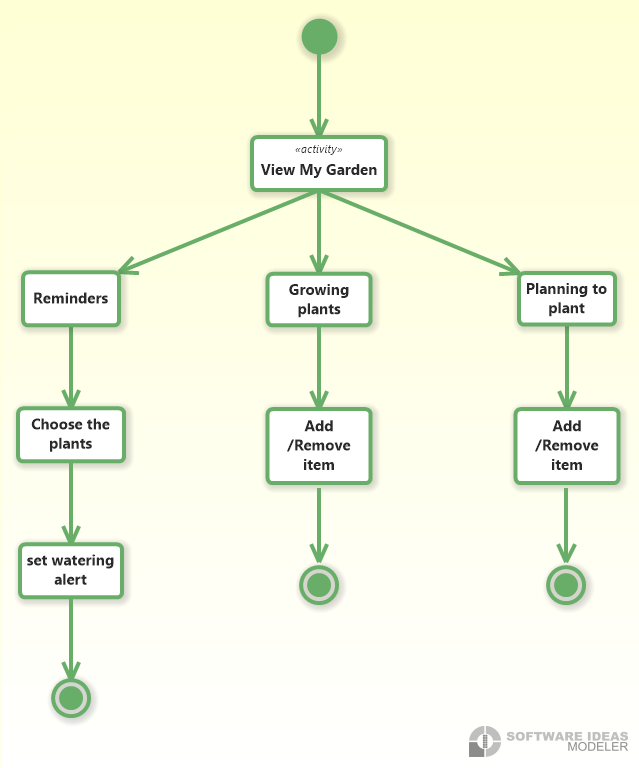 «activity»
View My Garden
Reminders
Growing
plants
Planning to
plant
Choose the
plants
Add
/Remove
item
Add
/Remove
item
set watering
alert
SOFTWARE IDEAS
MODELER